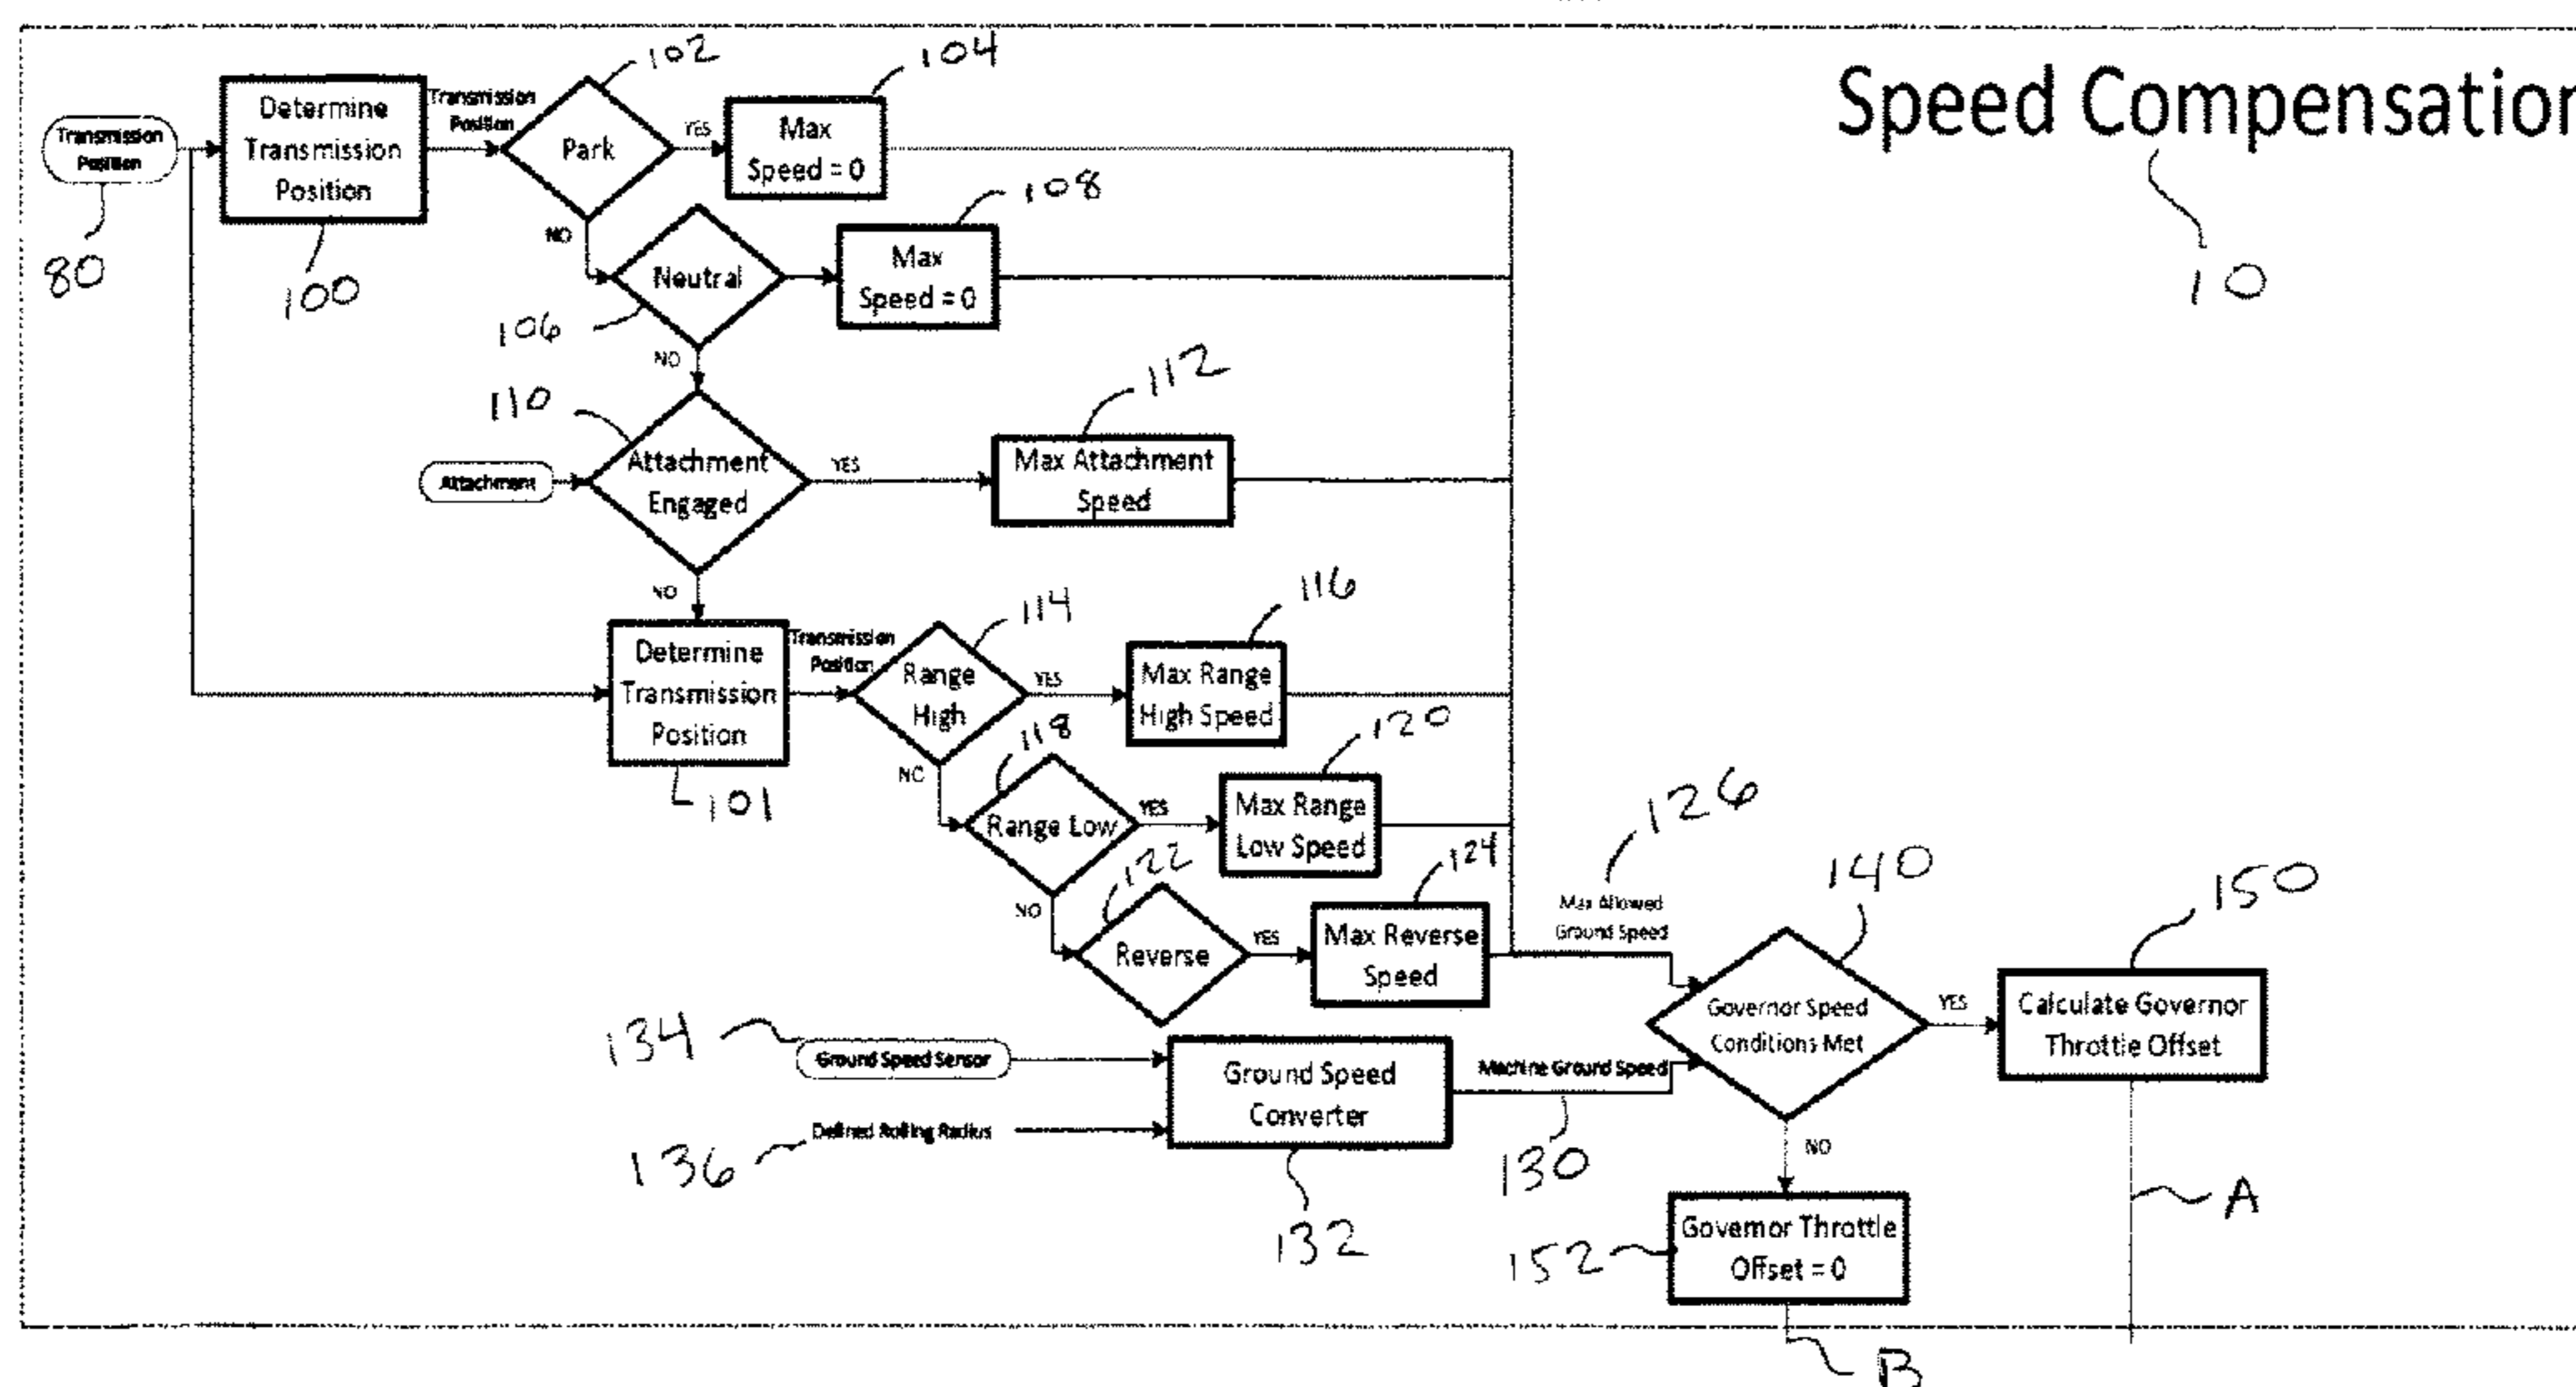 Speed Compensation
10
Transmission
Position
80
Determine
Transmission
Position
100
Transmission
Position
102
Park
YES
104
Max
Speed = 0
NO
106
Neutral
108
Max
Speed = 0
NO
110
Attachment
Attachment
Engaged
YES
112
Max Attachment
Speed
NO
Determine
Transmission
Position
101
Transmission
Position
114
Range
High
YES
116
Max Range
High Speed
NO
118
Range Low
YES
120
Max Range
Low Speed
NO
122
Reverse
YES
124
Max Reverse
Speed
126
Max Allowed
Ground Speed
134
Ground Speed Sensor
136
Defined Rolling Radius
Ground Speed
Converter
132
Machine Ground Speed
130
140
Governor Speed
Conditions Met
YES
150
Calculate Governor
Throttle Offset
A
NO
152
Governor Throttle
Offset = 0
B